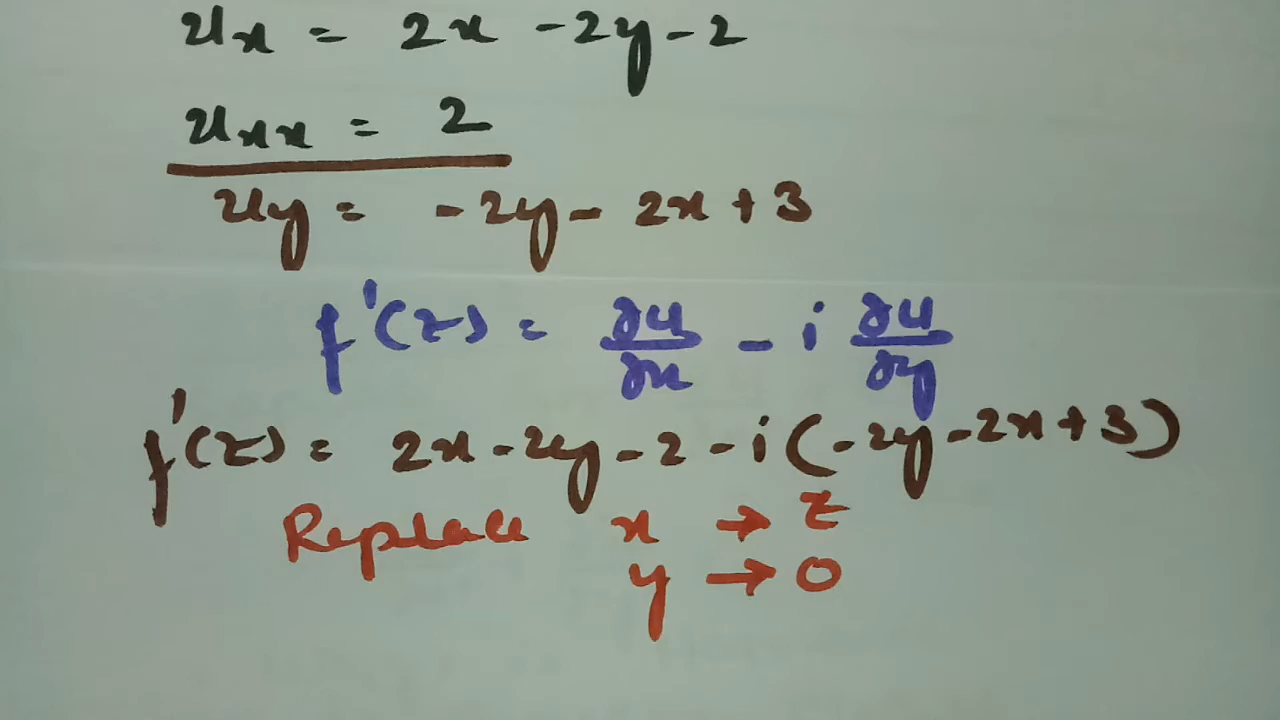 ux = 2x - 2y - 2
uxx = 2
uy = - 2y - 2x + 3
f'(z) = ∂u/∂x - i ∂u/∂y
f'(z) = 2x - 2y - 2 - i(- 2y - 2x + 3)
Replace x → z
y → 0